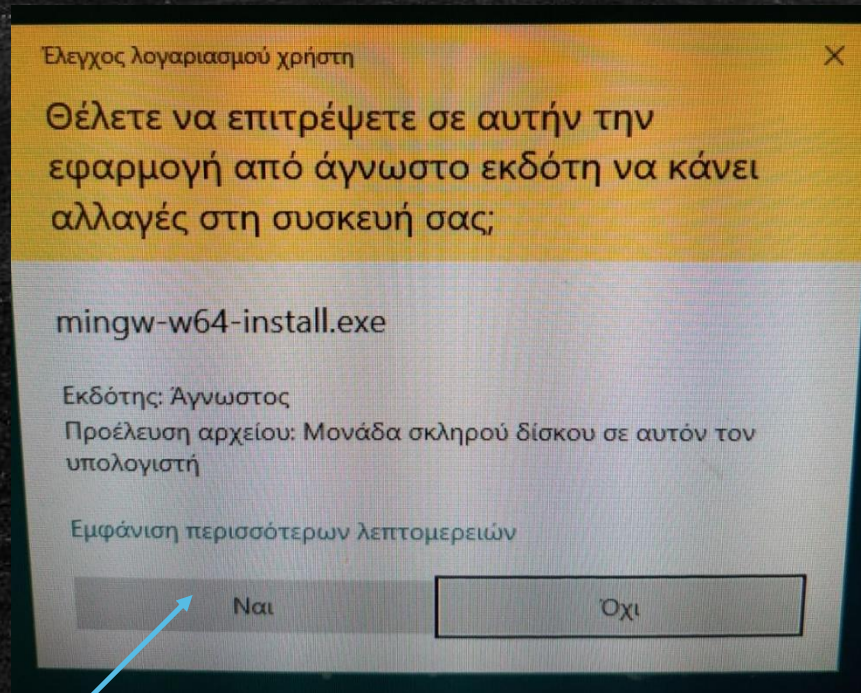 Έλεγχος λογαριασμού χρήστη
Θέλετε να επιτρέψετε σε αυτήν την
εφαρμογή από άγνωστο εκδότη να κάνει
αλλαγές στη συσκευή σας;
mingw-w64-install.exe
Εκδότης: Άγνωστος
Προέλευση αρχείου: Μονάδα σκληρού δίσκου σε αυτόν τον
υπολογιστή
Εμφάνιση περισσότερων λεπτομερειών
Ναι
Όχι